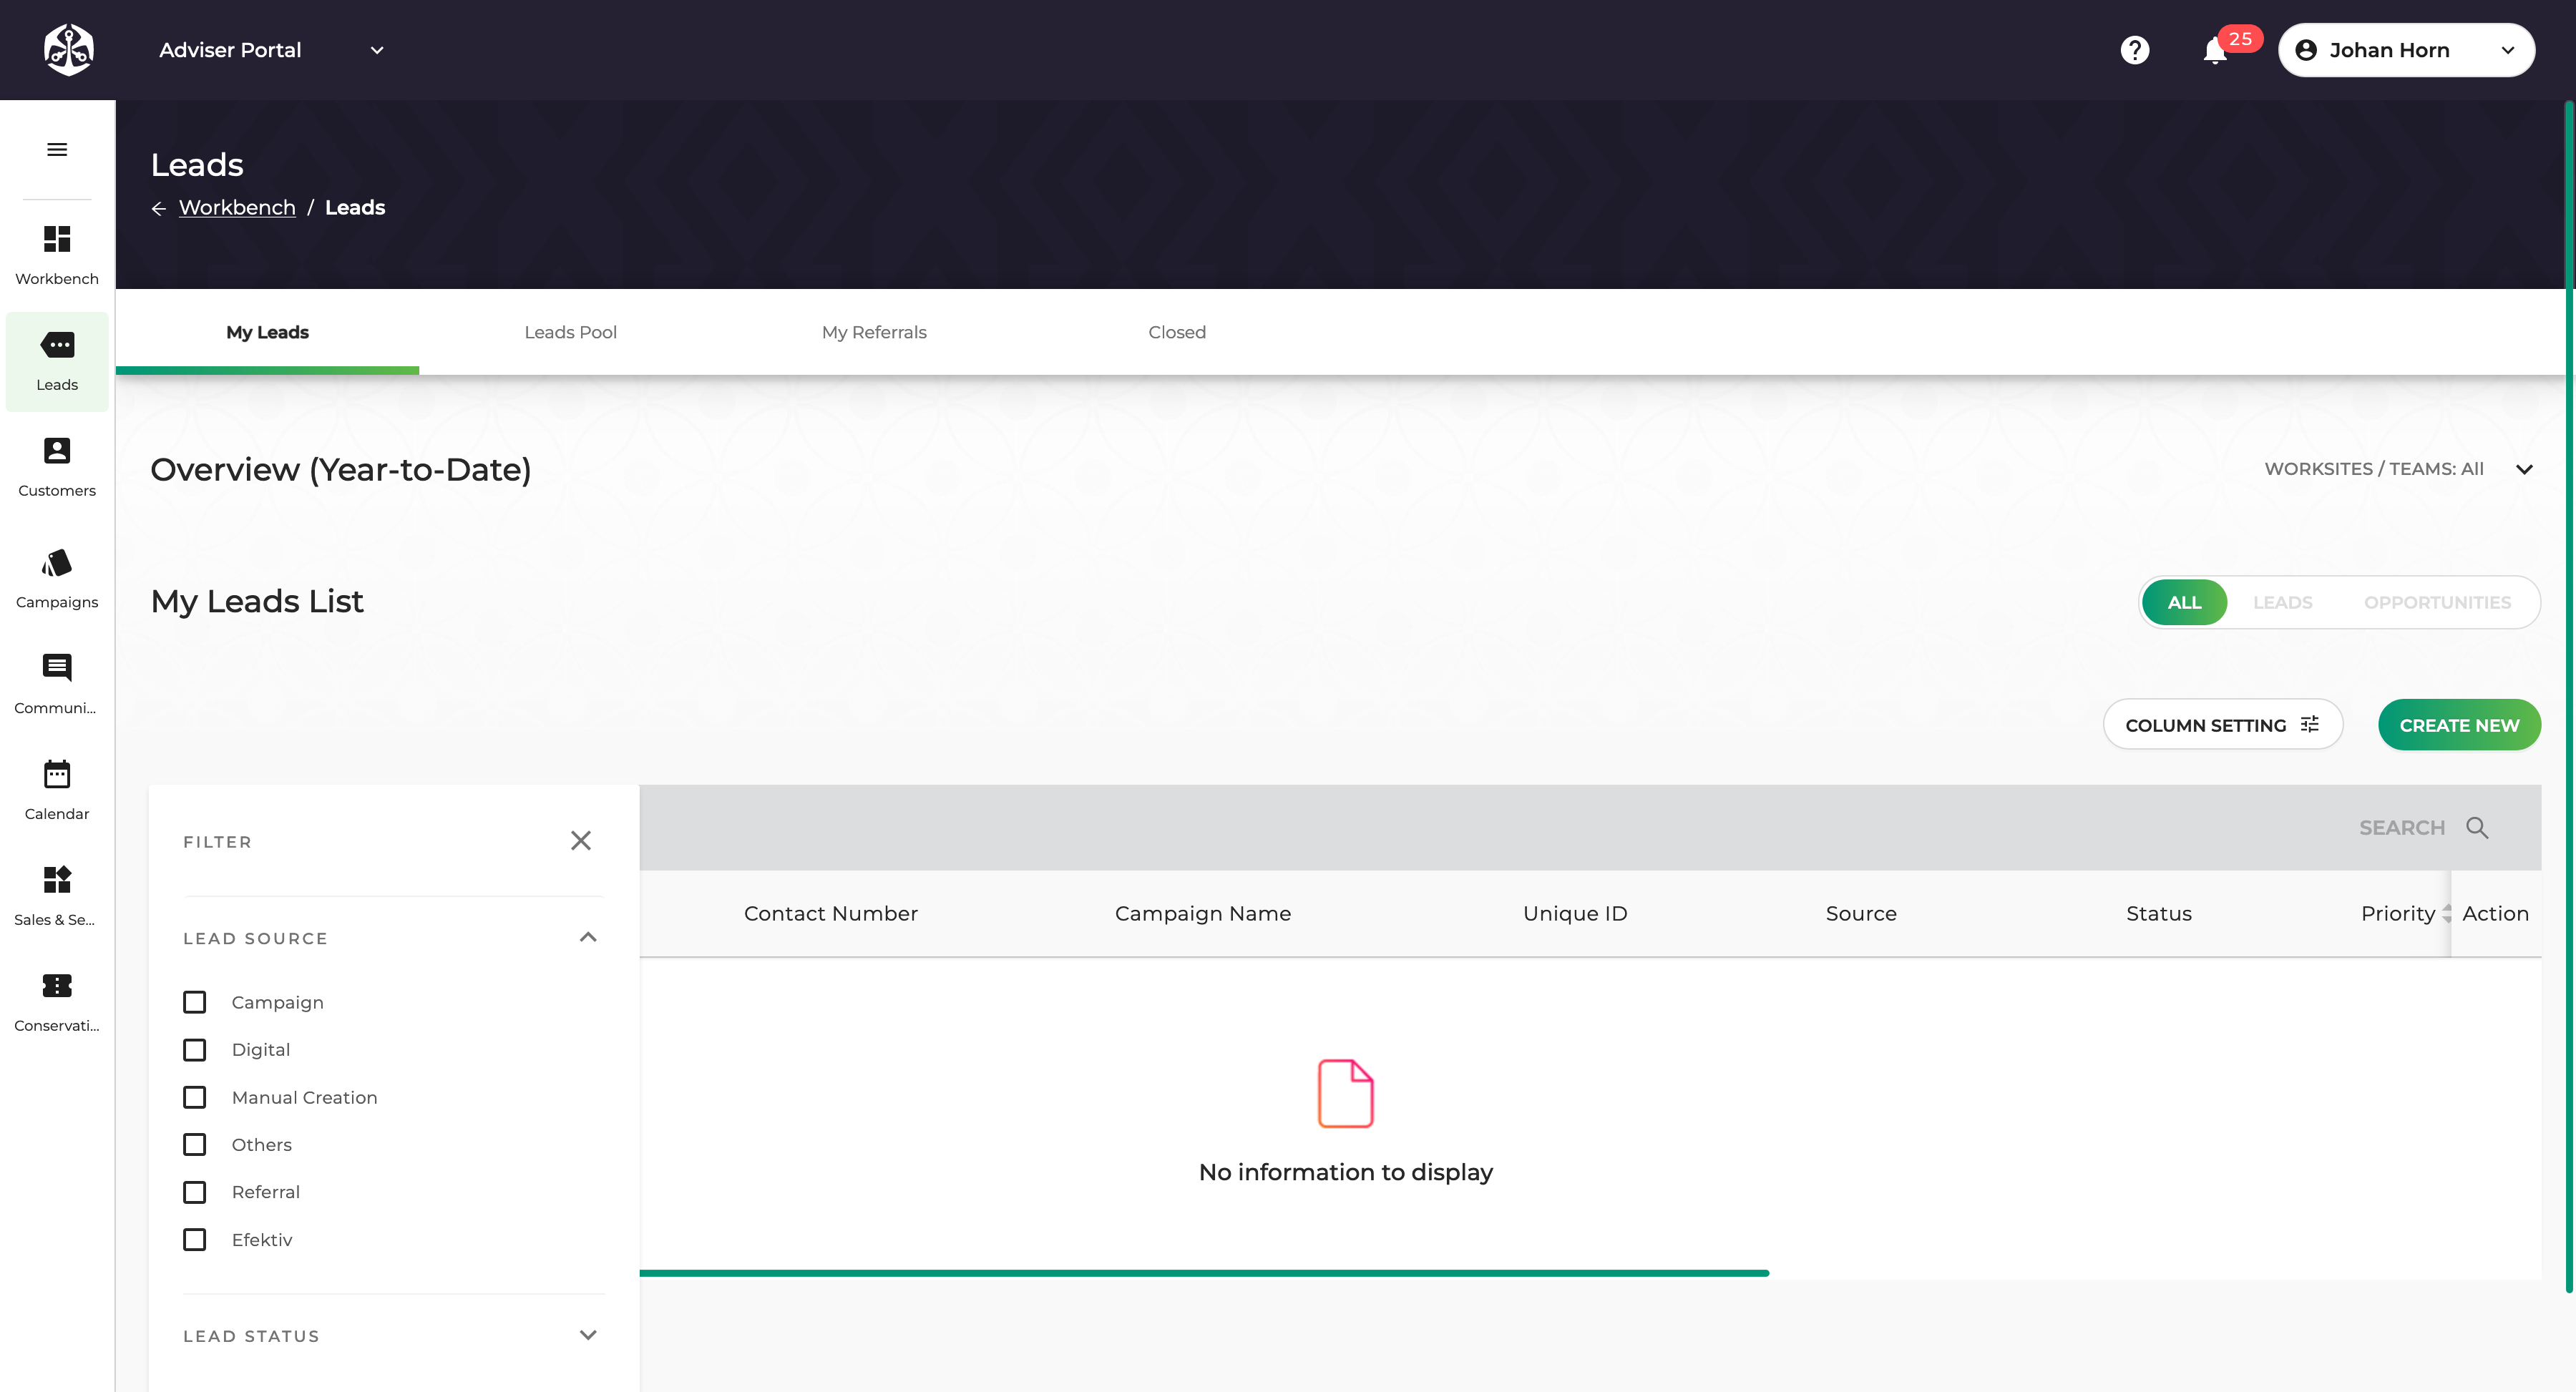 Adviser Portal
25
Johan Horn
Leads
Workbench / Leads
Workbench
Leads
Customers
Campaigns
Communi...
Calendar
Sales & Se...
Conservati...
My Leads
Leads Pool
My Referrals
Closed
Overview (Year-to-Date)
WORKSITES / TEAMS: All
My Leads List
ALL
LEADS
OPPORTUNITIES
COLUMN SETTING
CREATE NEW
FILTER
SEARCH
LEAD SOURCE
Campaign
Digital
Manual Creation
Others
Referral
Efektiv
LEAD STATUS
Contact Number
Campaign Name
Unique ID
Source
Status
Priority
Action
No information to display